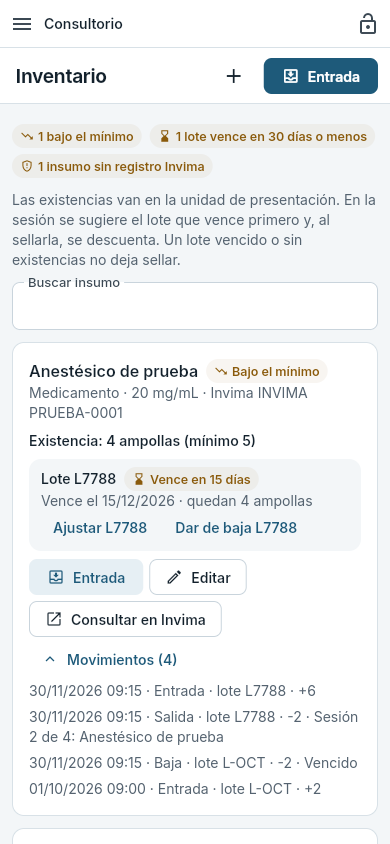 Consultorio
Inventario
Entrada
1 bajo el mínimo
1 lote vence en 30 días o menos
1 insumo sin registro Invima
Las existencias van en la unidad de presentación. En la
sesión se sugiere el lote que vence primero y, al
sellarla, se descuenta. Un lote vencido o sin
existencias no deja sellar.
Buscar insumo
Anestésico de prueba
Bajo el mínimo
Medicamento · 20 mg/mL · Invima INVIMA
PRUEBA-0001
Existencia: 4 ampollas (mínimo 5)
Lote L7788
Vence en 15 días
Vence el 15/12/2026 · quedan 4 ampollas
Ajustar L7788
Dar de baja L7788
Entrada
Editar
Consultar en Invima
Movimientos (4)
30/11/2026 09:15 · Entrada · lote L7788 · +6
30/11/2026 09:15 · Salida · lote L7788 · -2 · Sesión
2 de 4: Anestésico de prueba
30/11/2026 09:15 · Baja · lote L-OCT · -2 · Vencido
01/10/2026 09:00 · Entrada · lote L-OCT · +2